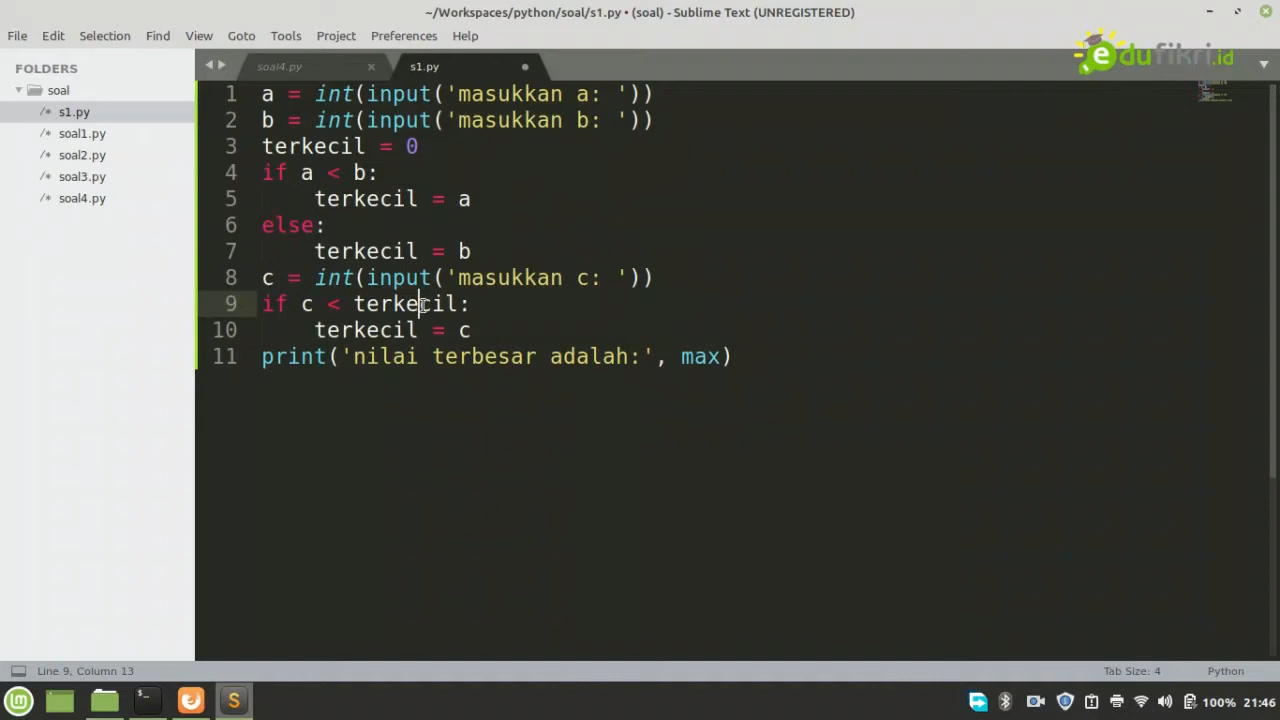 ~/Workspaces/python/soal/s1.py • (soal) - Sublime Text (UNREGISTERED)
File Edit Selection Find View Goto Tools Project Preferences Help
edufikri.id
FOLDERS
soal
/* s1.py
/* soal1.py
/* soal2.py
/* soal3.py
/* soal4.py
soal4.py × s1.py
1 a = int(input('masukkan a: '))
2 b = int(input('masukkan b: '))
3 terkecil = 0
4 if a < b:
5     terkecil = a
6 else:
7     terkecil = b
8 c = int(input('masukkan c: '))
9 if c < terkecil:
10     terkecil = c
11 print('nilai terbesar adalah:', max)
Line 9, Column 13 Tab Size: 4 Python
100% 21:46